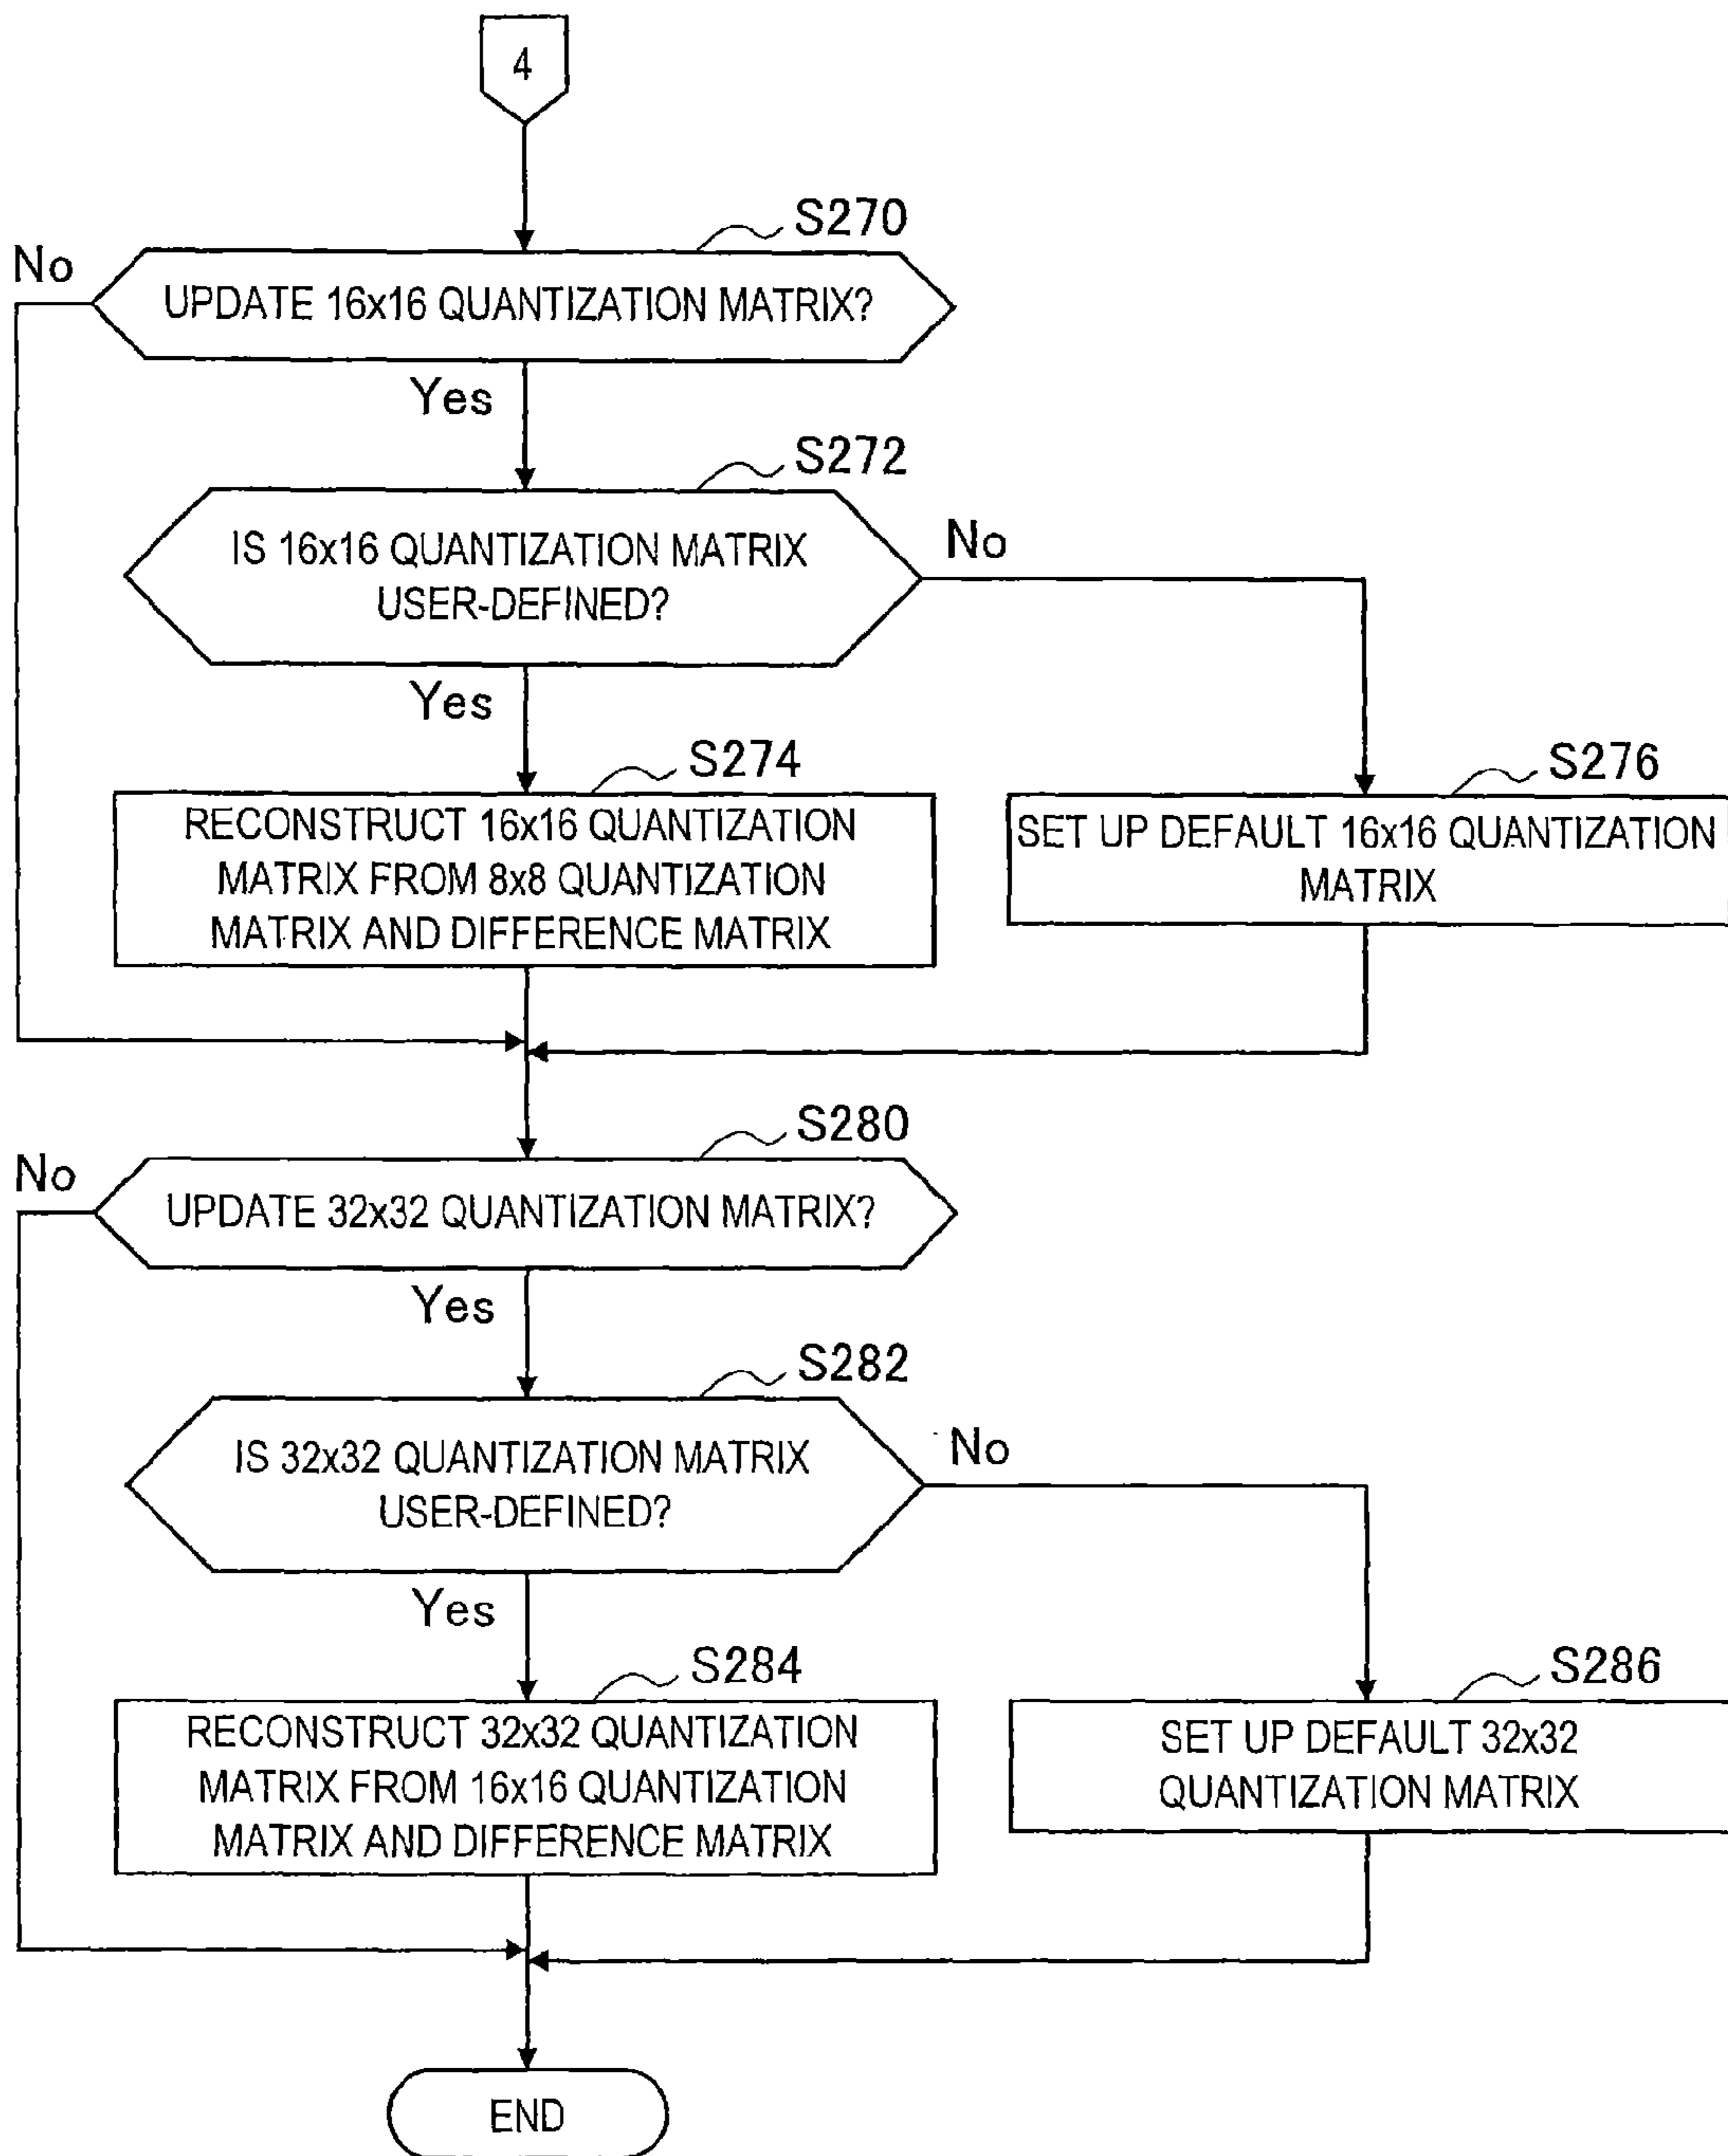 4
S270
No
UPDATE 16x16 QUANTIZATION MATRIX?
Yes
S272
IS 16x16 QUANTIZATION MATRIX
USER-DEFINED?
No
Yes
S274
RECONSTRUCT 16x16 QUANTIZATION
MATRIX FROM 8x8 QUANTIZATION
MATRIX AND DIFFERENCE MATRIX
S276
SET UP DEFAULT 16x16 QUANTIZATION
MATRIX
S280
No
UPDATE 32x32 QUANTIZATION MATRIX?
Yes
S282
IS 32x32 QUANTIZATION MATRIX
USER-DEFINED?
No
Yes
S284
RECONSTRUCT 32x32 QUANTIZATION
MATRIX FROM 16x16 QUANTIZATION
MATRIX AND DIFFERENCE MATRIX
S286
SET UP DEFAULT 32x32
QUANTIZATION MATRIX
END